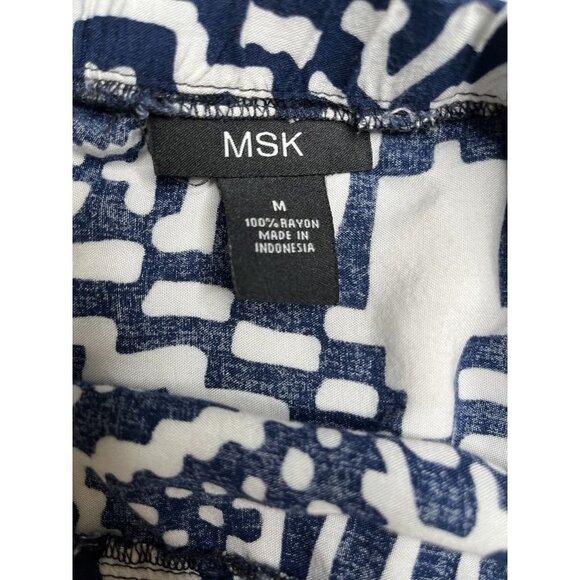 MSK
M
100% RAYON
MADE IN
INDONESIA